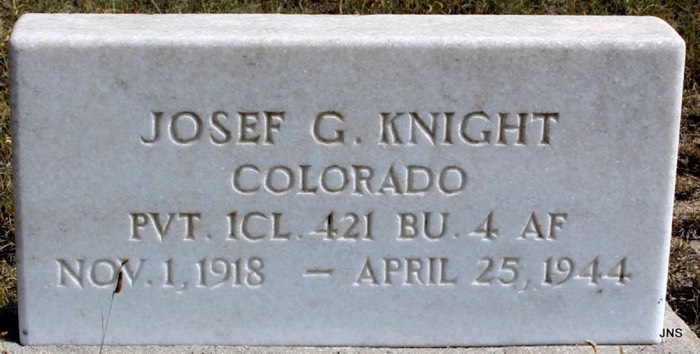 JOSEF G. KNIGHT
COLORADO
PVT. 1CL. 421 BU. 4 AF
NOV. 1, 1918 – APRIL 25, 1944
JNS